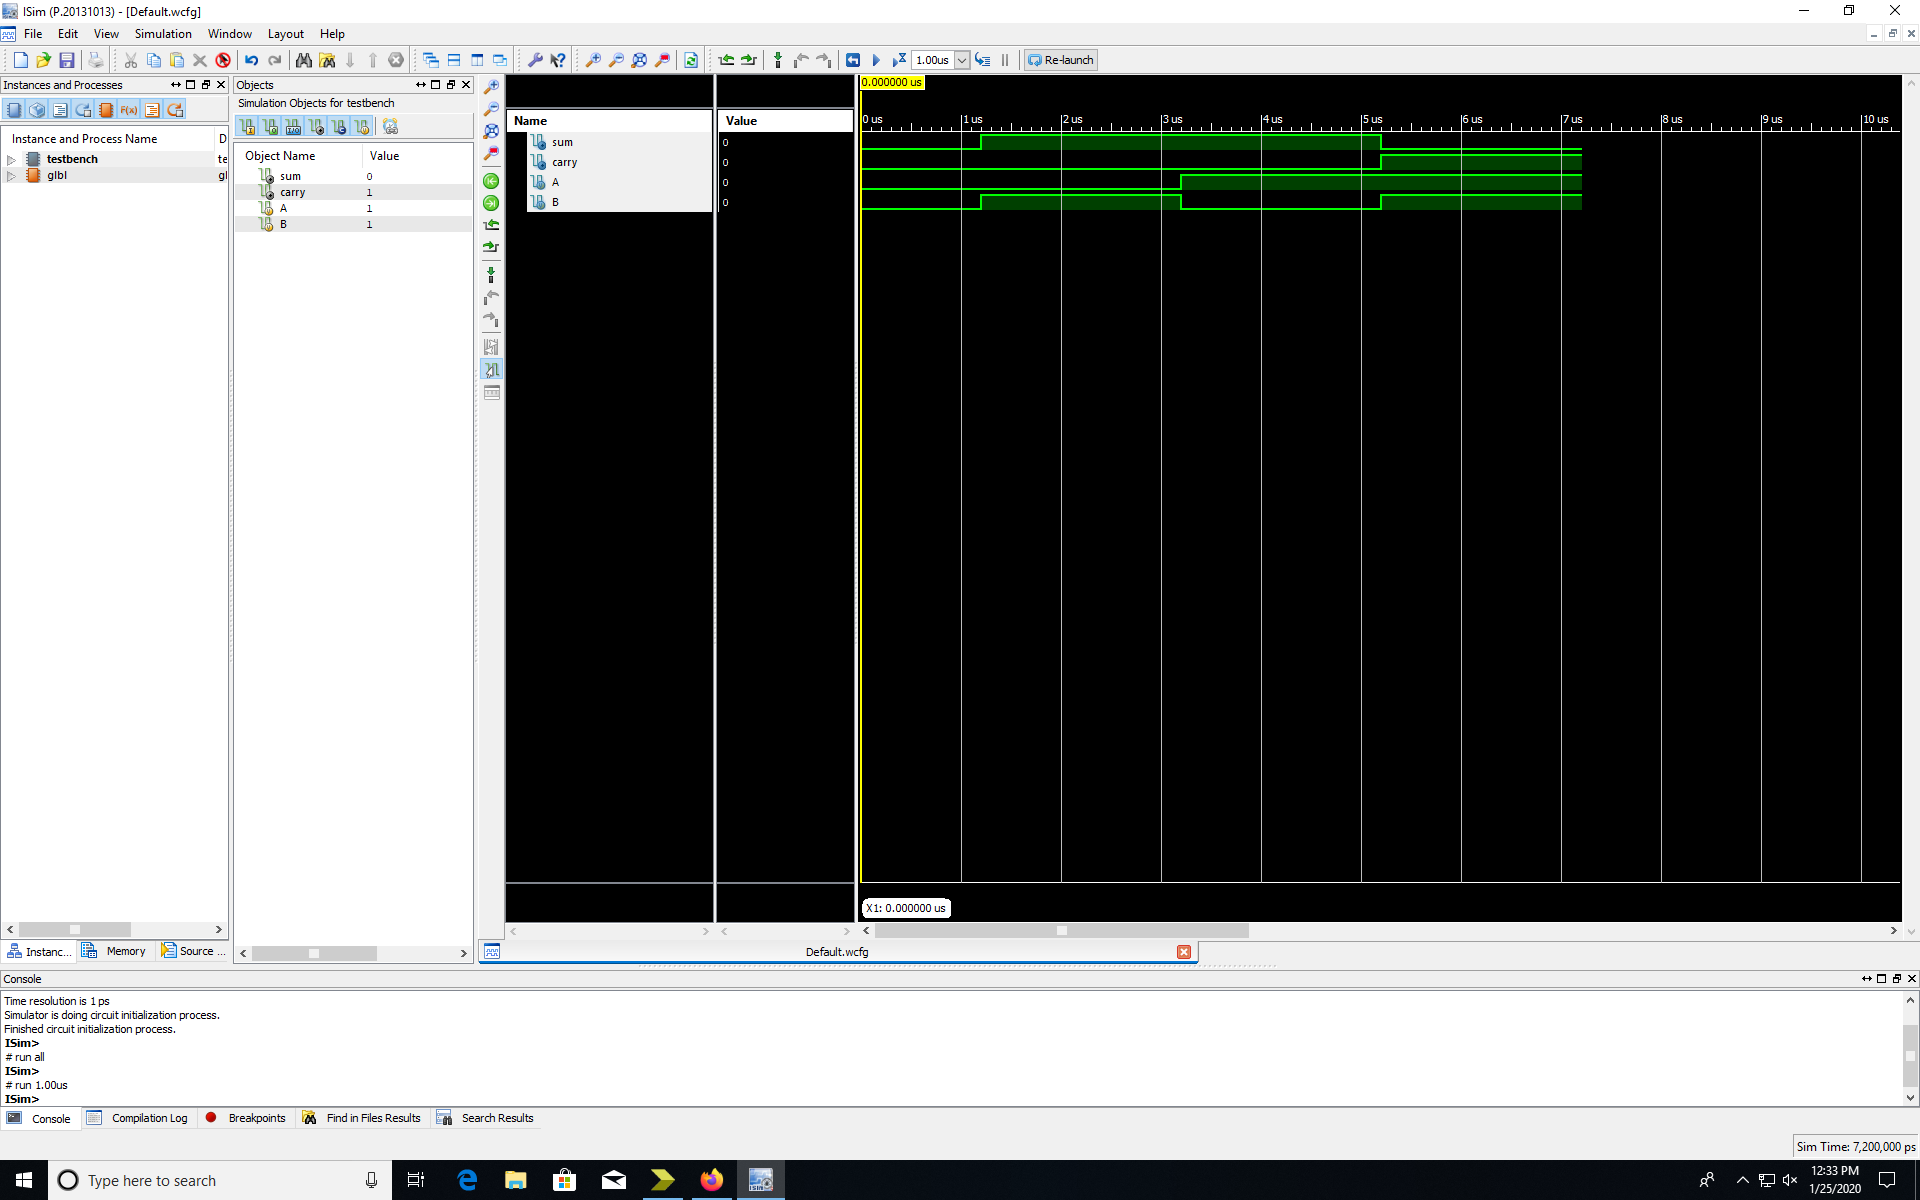 ISim (P.20131013) - [Default.wcfg]
File Edit View Simulation Window Layout Help
1.00us Re-launch
Instances and Processes
Instance and Process Name D
testbench te
glbl gl
Instanc... Memory Source ...
Objects
Simulation Objects for testbench
Object Name Value
sum 0
carry 1
A 1
B 1
Name Value
sum 0
carry 0
A 0
B 0
0.000000 us
0 us 1 us 2 us 3 us 4 us 5 us 6 us 7 us 8 us 9 us 10 us
X1: 0.000000 us
Default.wcfg
Console
Time resolution is 1 ps
Simulator is doing circuit initialization process.
Finished circuit initialization process.
ISim>
# run all
ISim>
# run 1.00us
ISim>
Console Compilation Log Breakpoints Find in Files Results Search Results
Sim Time: 7,200,000 ps
Type here to search
12:33 PM
1/25/2020